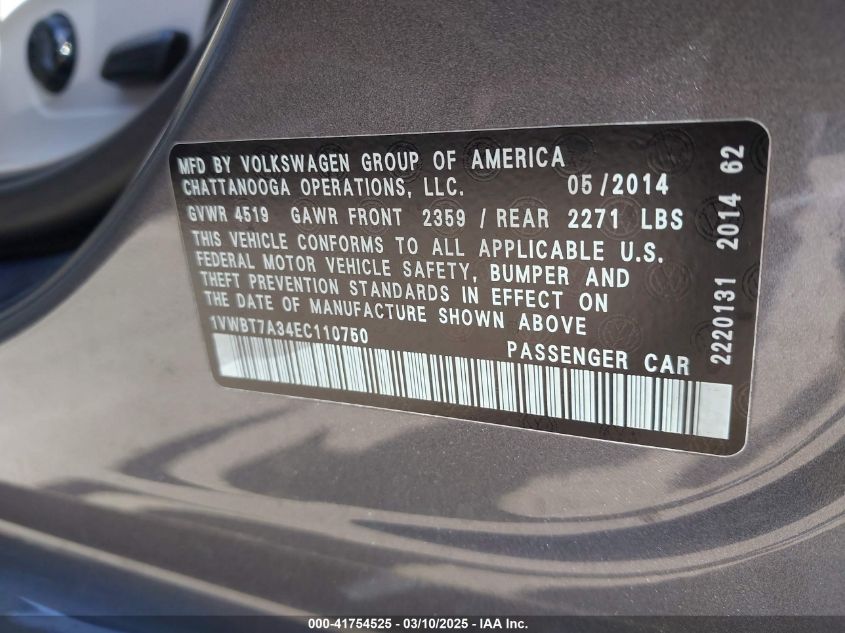 MFD BY VOLKSWAGEN GROUP OF AMERICA
CHATTANOOGA OPERATIONS, LLC. 05/2014
GVWR 4519 GAWR FRONT 2359 / REAR 2271 LBS
THIS VEHICLE CONFORMS TO ALL APPLICABLE U.S.
FEDERAL MOTOR VEHICLE SAFETY, BUMPER AND
THEFT PREVENTION STANDARDS IN EFFECT ON
THE DATE OF MANUFACTURE SHOWN ABOVE
1VWBT7A34EC110750
PASSENGER CAR
2220131 2014 62
000-41754525 - 03/10/2025 - IAA Inc.